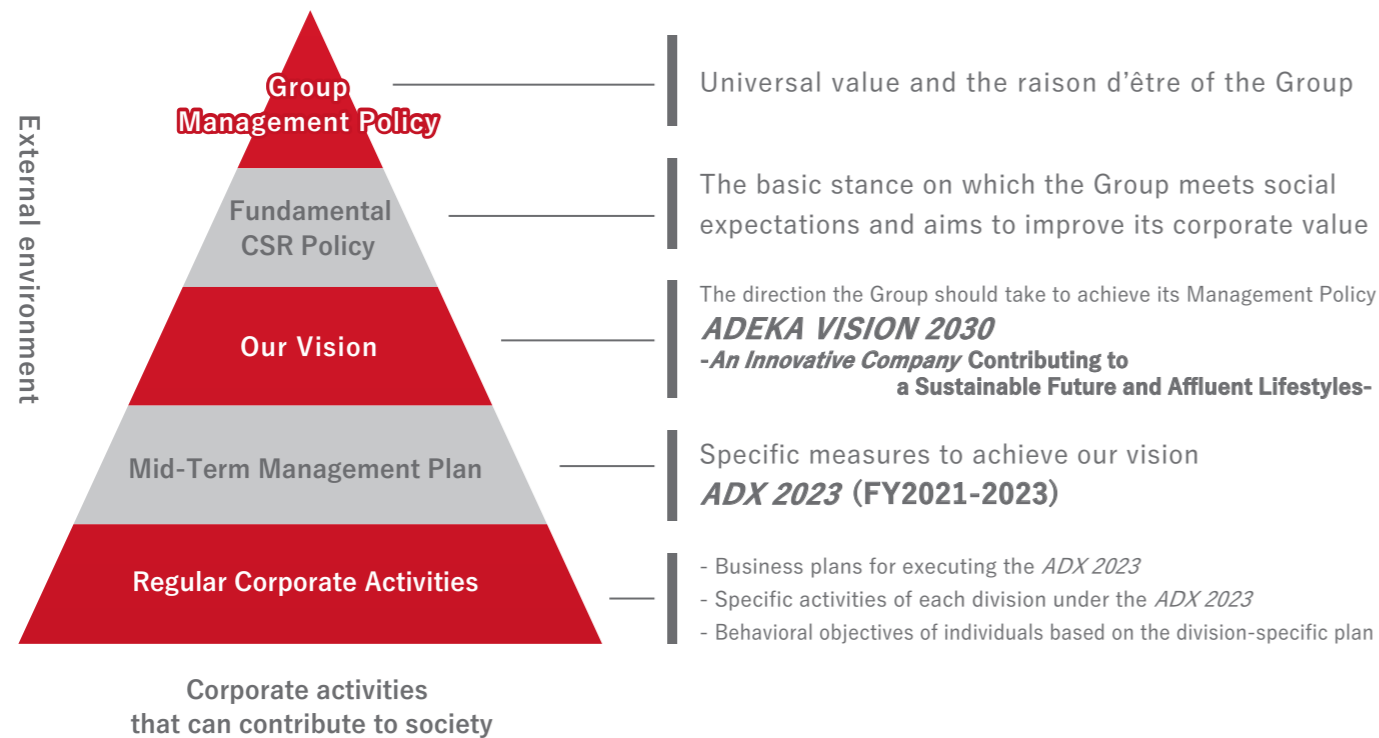 External environment
Group
Management Policy
Universal value and the raison d’être of the Group
Fundamental
CSR Policy
The basic stance on which the Group meets social
expectations and aims to improve its corporate value
Our Vision
The direction the Group should take to achieve its Management Policy
ADEKA VISION 2030
-An Innovative Company Contributing to
a Sustainable Future and Affluent Lifestyles-
Mid-Term Management Plan
Specific measures to achieve our vision
ADX 2023 (FY2021-2023)
Regular Corporate Activities
- Business plans for executing the ADX 2023
- Specific activities of each division under the ADX 2023
- Behavioral objectives of individuals based on the division-specific plan
Corporate activities
that can contribute to society